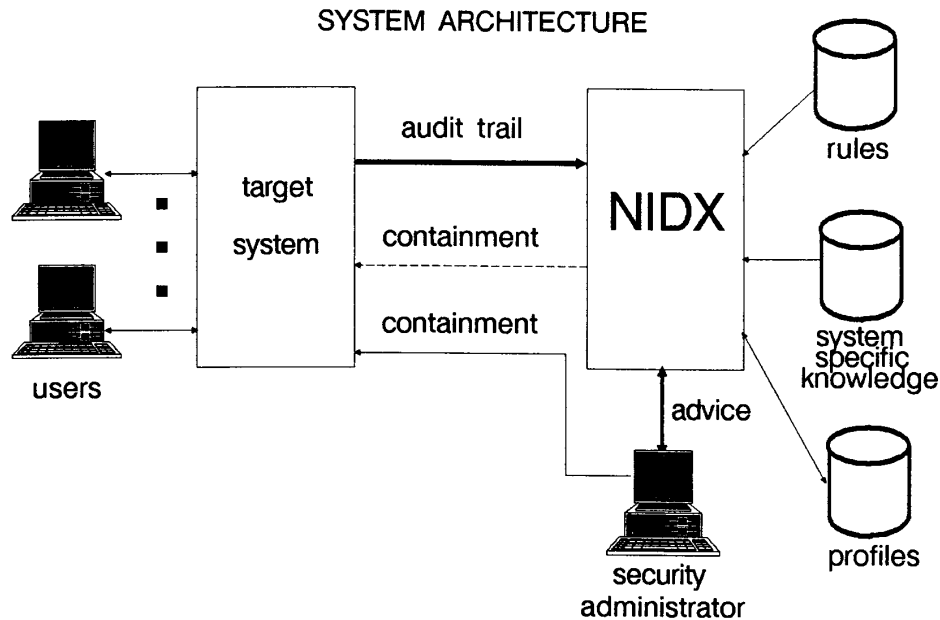 SYSTEM ARCHITECTURE
users
target
system
audit trail
containment
containment
NIDX
advice
security
administrator
rules
system
specific
knowledge
profiles